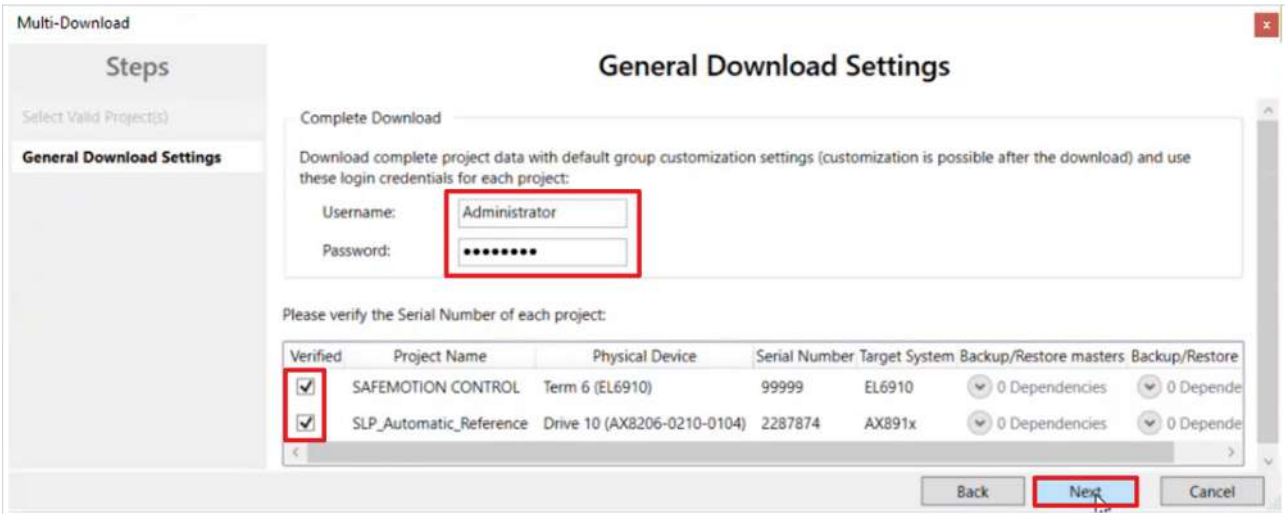 Multi-Download
x
Steps
General Download Settings
Select Valid Project(s)
General Download Settings
Complete Download
Download complete project data with default group customization settings (customization is possible after the download) and use
these login credentials for each project:
Username: Administrator
Password: ●●●●●●●●
Please verify the Serial Number of each project:
Verified Project Name Physical Device Serial Number Target System Backup/Restore masters Backup/Restore
SAFEMOTION CONTROL Term 6 (EL6910) 99999 EL6910 0 Dependencies 0 Depende
SLP_Automatic_Reference Drive 10 (AX8206-0210-0104) 2287874 AX891x 0 Dependencies 0 Depende
Back Next Cancel